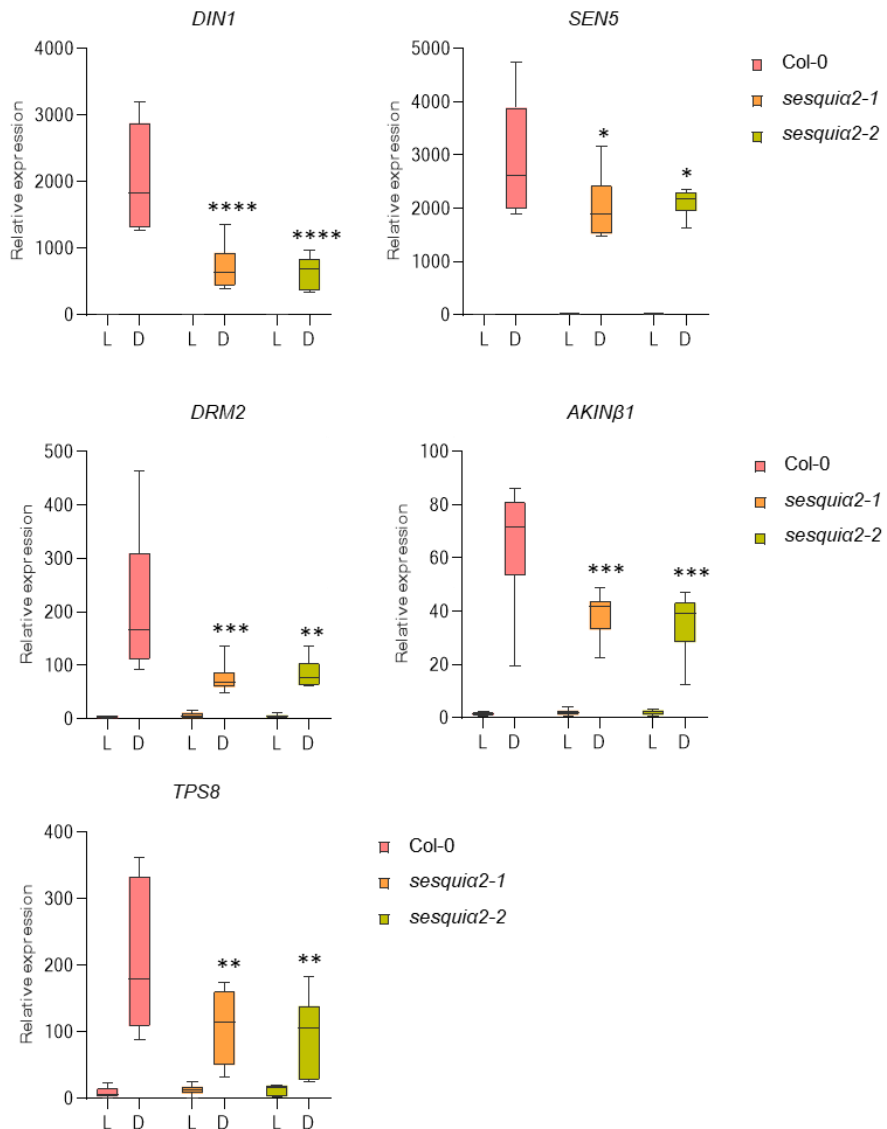 DIN1
SEN5
4000
3000
2000
1000
0
Relative expression
****
****
L D L D L D
5000
4000
3000
2000
1000
0
Relative expression
*
*
L D L D L D
Col-0
sesquiα2-1
sesquiα2-2
DRM2
AKINβ1
500
400
300
200
100
0
Relative expression
***
**
L D L D L D
100
80
60
40
20
0
Relative expression
***
***
L D L D L D
Col-0
sesquiα2-1
sesquiα2-2
TPS8
400
300
200
100
0
Relative expression
**
**
L D L D L D
Col-0
sesquiα2-1
sesquiα2-2